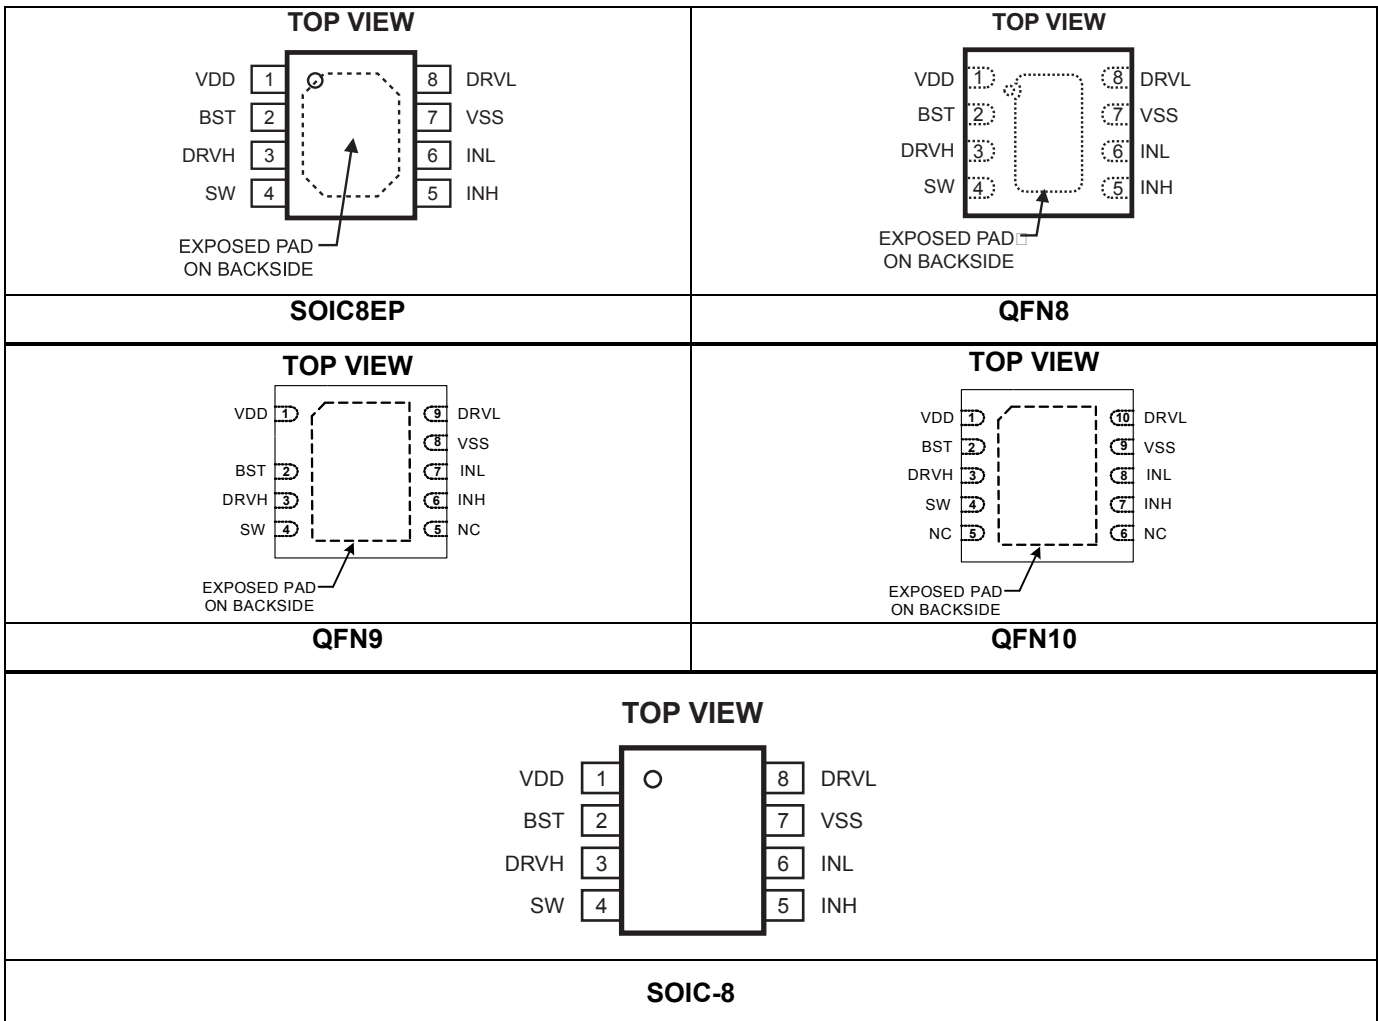 TOP VIEW
VDD 1 8 DRVL
BST 2 7 VSS
DRVH 3 6 INL
SW 4 5 INH
EXPOSED PAD
ON BACKSIDE
SOIC8EP
TOP VIEW
VDD 1 8 DRVL
BST 2 7 VSS
DRVH 3 6 INL
SW 4 5 INH
EXPOSED PAD□
ON BACKSIDE
QFN8
TOP VIEW
VDD 1 9 DRVL
8 VSS
BST 2 7 INL
DRVH 3 6 INH
SW 4 5 NC
EXPOSED PAD
ON BACKSIDE
QFN9
TOP VIEW
VDD 1 10 DRVL
BST 2 9 VSS
DRVH 3 8 INL
SW 4 7 INH
NC 5 6 NC
EXPOSED PAD
ON BACKSIDE
QFN10
TOP VIEW
VDD 1 8 DRVL
BST 2 7 VSS
DRVH 3 6 INL
SW 4 5 INH
SOIC-8